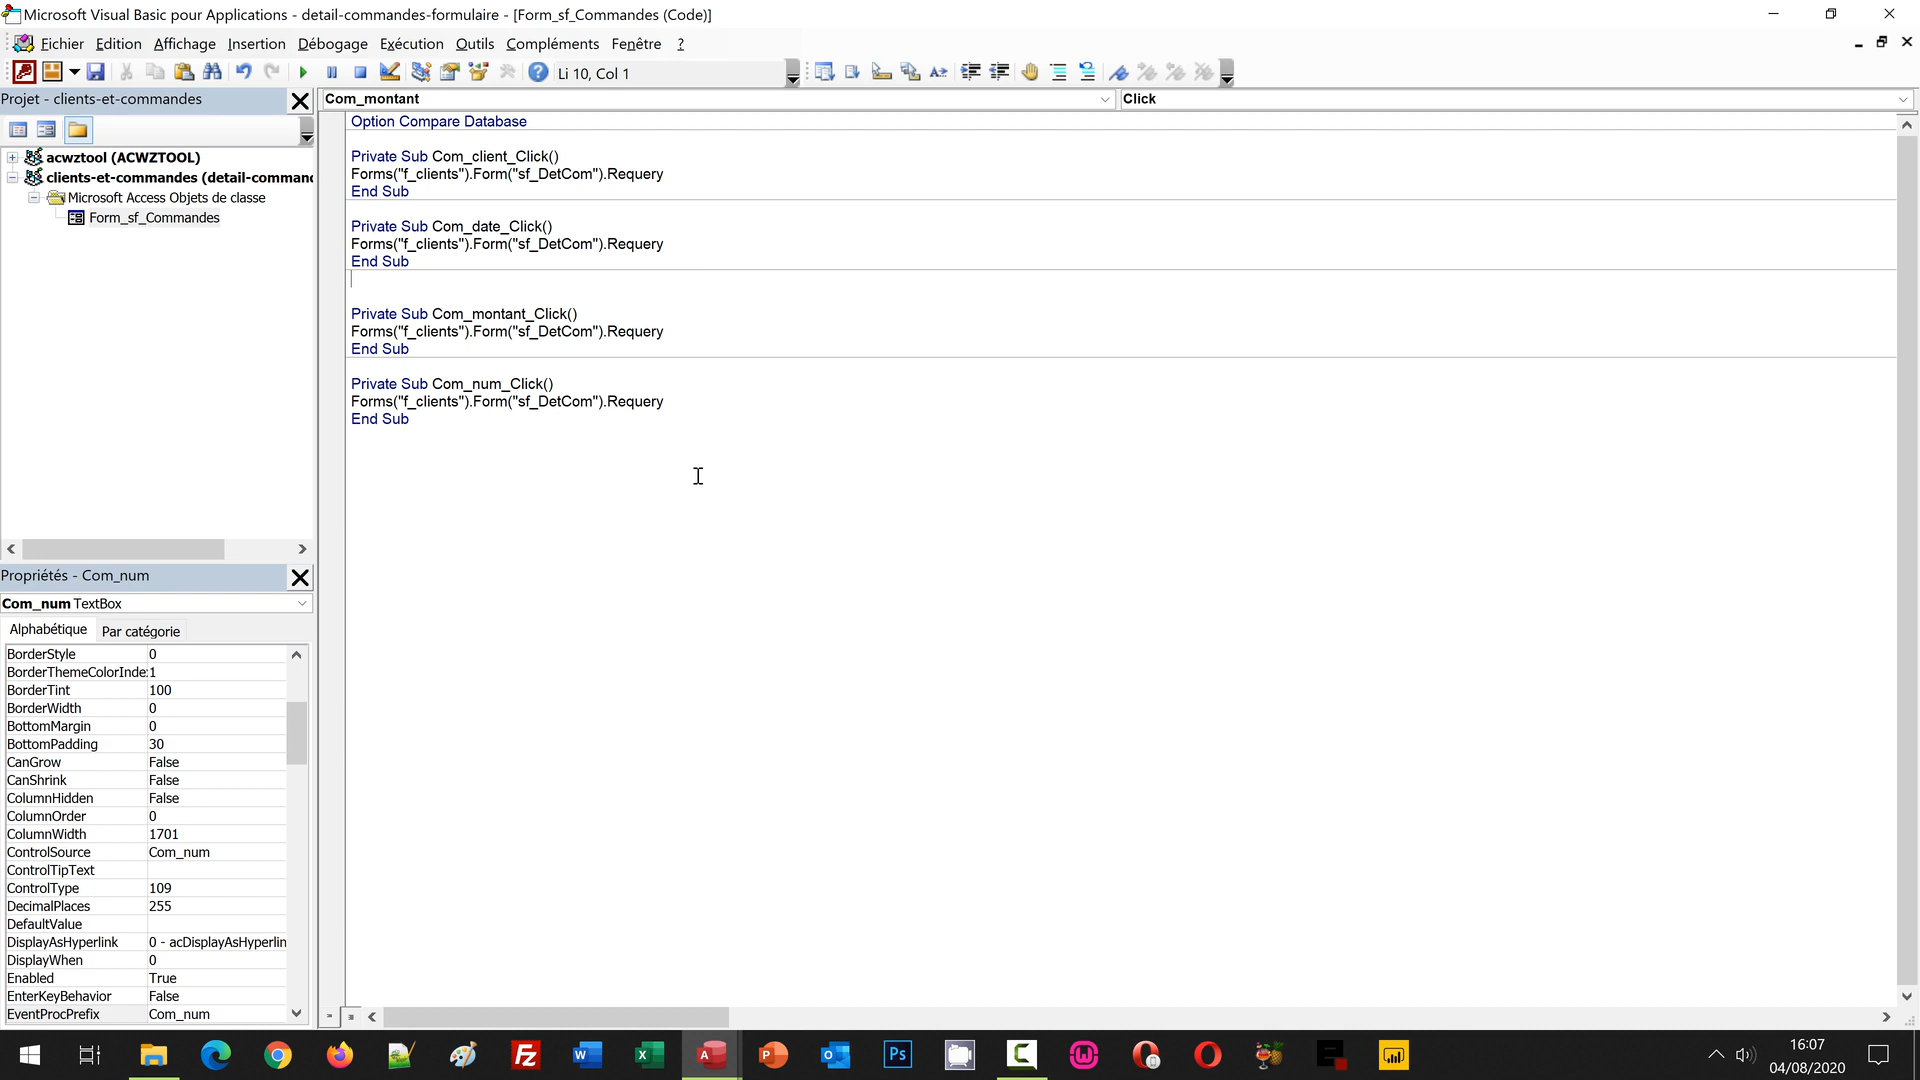 Microsoft Visual Basic pour Applications - detail-commandes-formulaire - [Form_sf_Commandes (Code)]
Fichier Edition Affichage Insertion Débogage Exécution Outils Compléments Fenêtre ?
Li 10, Col 1
Projet - clients-et-commandes
Com_montant
Click
acwztool (ACWZTOOL)
clients-et-commandes (detail-command
Microsoft Access Objets de classe
Form_sf_Commandes
Option Compare Database
Private Sub Com_client_Click()
Forms("f_clients").Form("sf_DetCom").Requery
End Sub
Private Sub Com_date_Click()
Forms("f_clients").Form("sf_DetCom").Requery
End Sub
Private Sub Com_montant_Click()
Forms("f_clients").Form("sf_DetCom").Requery
End Sub
Private Sub Com_num_Click()
Forms("f_clients").Form("sf_DetCom").Requery
End Sub
Propriétés - Com_num
Com_num TextBox
Alphabétique Par catégorie
BorderStyle 0
BorderThemeColorInde 1
BorderTint 100
BorderWidth 0
BottomMargin 0
BottomPadding 30
CanGrow False
CanShrink False
ColumnHidden False
ColumnOrder 0
ColumnWidth 1701
ControlSource Com_num
ControlTipText
ControlType 109
DecimalPlaces 255
DefaultValue
DisplayAsHyperlink 0 - acDisplayAsHyperlin
DisplayWhen 0
Enabled True
EnterKeyBehavior False
EventProcPrefix Com_num
16:07
04/08/2020